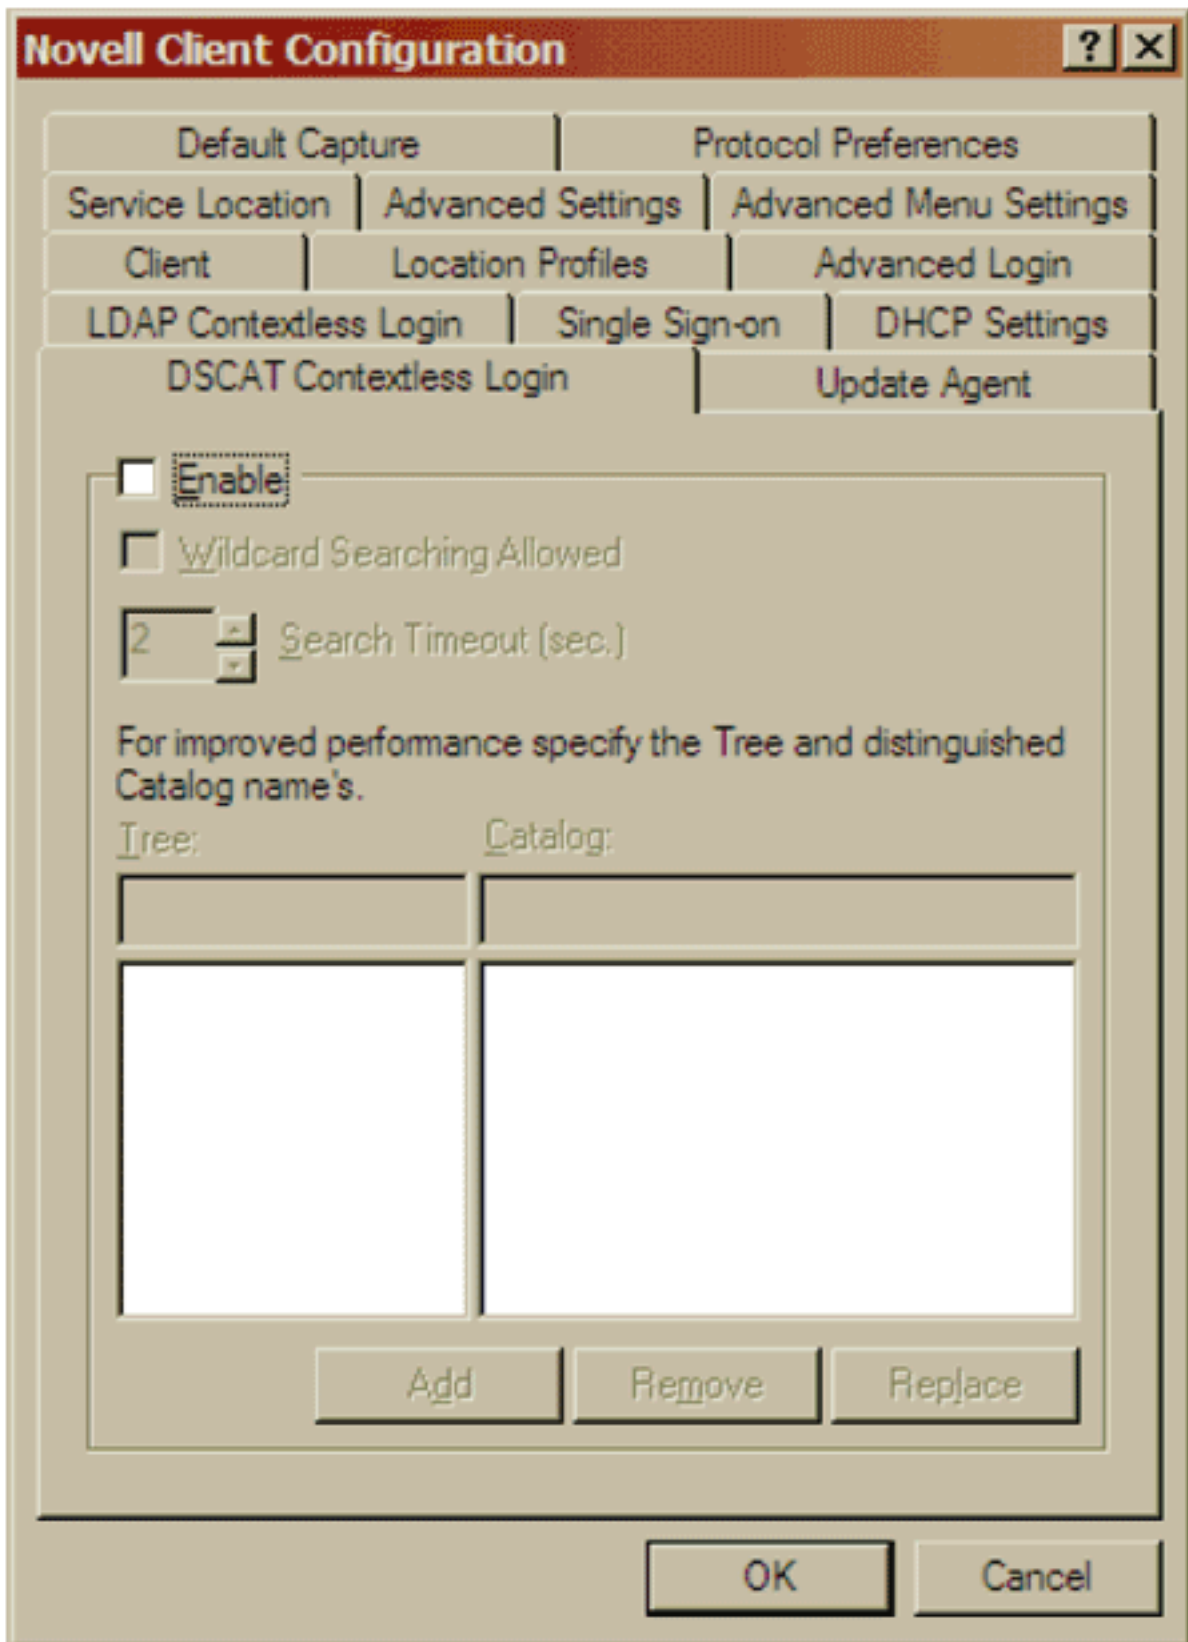 Novell Client Configuration
Default Capture Protocol Preferences
Service Location Advanced Settings Advanced Menu Settings
Client Location Profiles Advanced Login
LDAP Contextless Login Single Sign-on DHCP Settings
DSCAT Contextless Login Update Agent
Enable
Wildcard Searching Allowed
2 Search Timeout (sec.)
For improved performance specify the Tree and distinguished
Catalog name's.
Tree: Catalog:
Add Remove Replace
OK Cancel